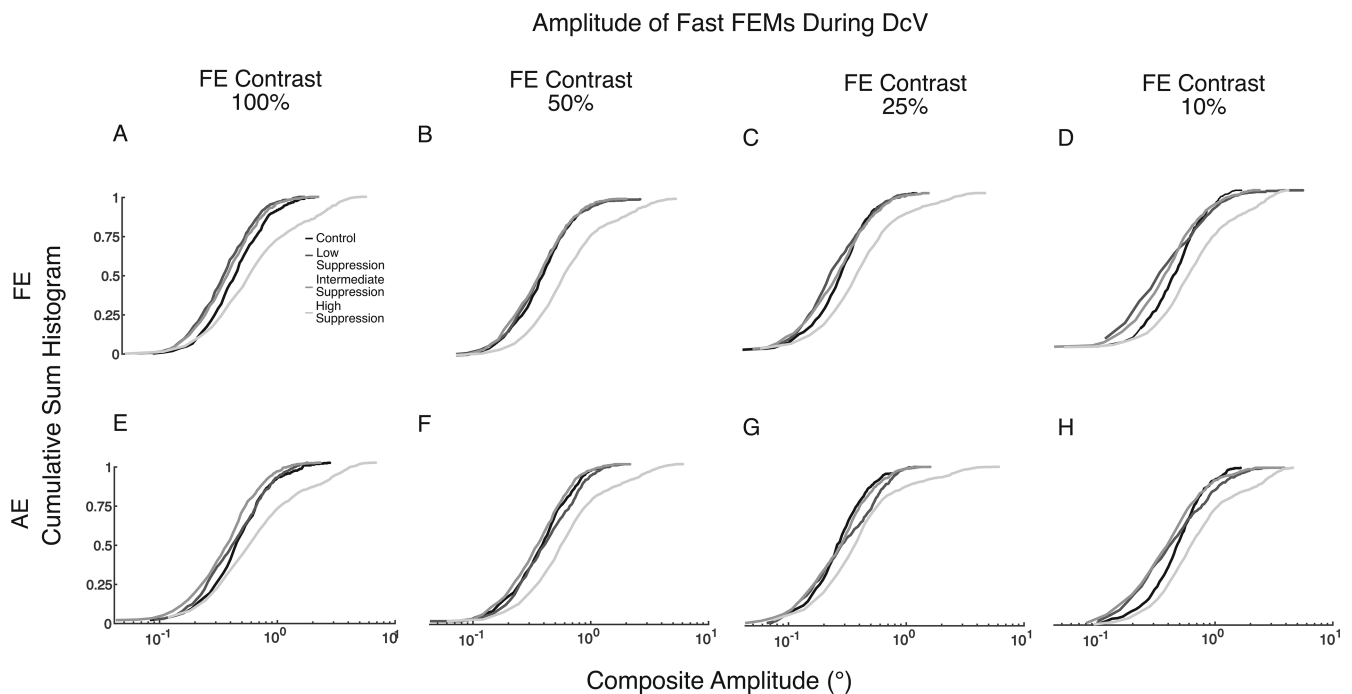 Amplitude of Fast FEMs During DcV
FE Contrast
100%
FE Contrast
50%
FE Contrast
25%
FE Contrast
10%
A
B
C
D
1
0.75
0.5
0.25
0
Control
Low
Suppression
Intermediate
Suppression
High
Suppression
FE
Cumulative Sum Histogram
AE
E
F
G
H
1
0.75
0.5
0.25
0
10-1
100
101
10-1
100
101
10-1
100
101
10-1
100
101
Composite Amplitude (°)